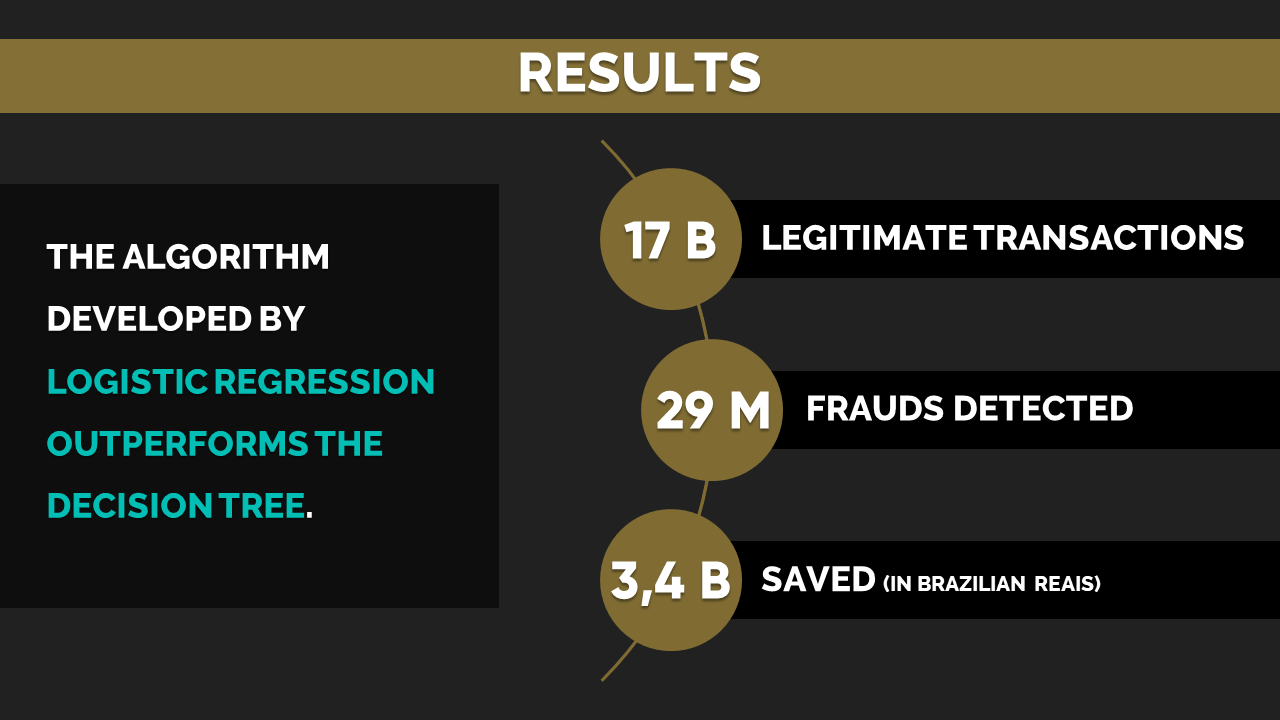 RESULTS
THE ALGORITHM
DEVELOPED BY
LOGISTIC REGRESSION
OUTPERFORMS THE
DECISION TREE.
17 B LEGITIMATE TRANSACTIONS
29 M FRAUDS DETECTED
3,4 B SAVED (IN BRAZILIAN REAIS)